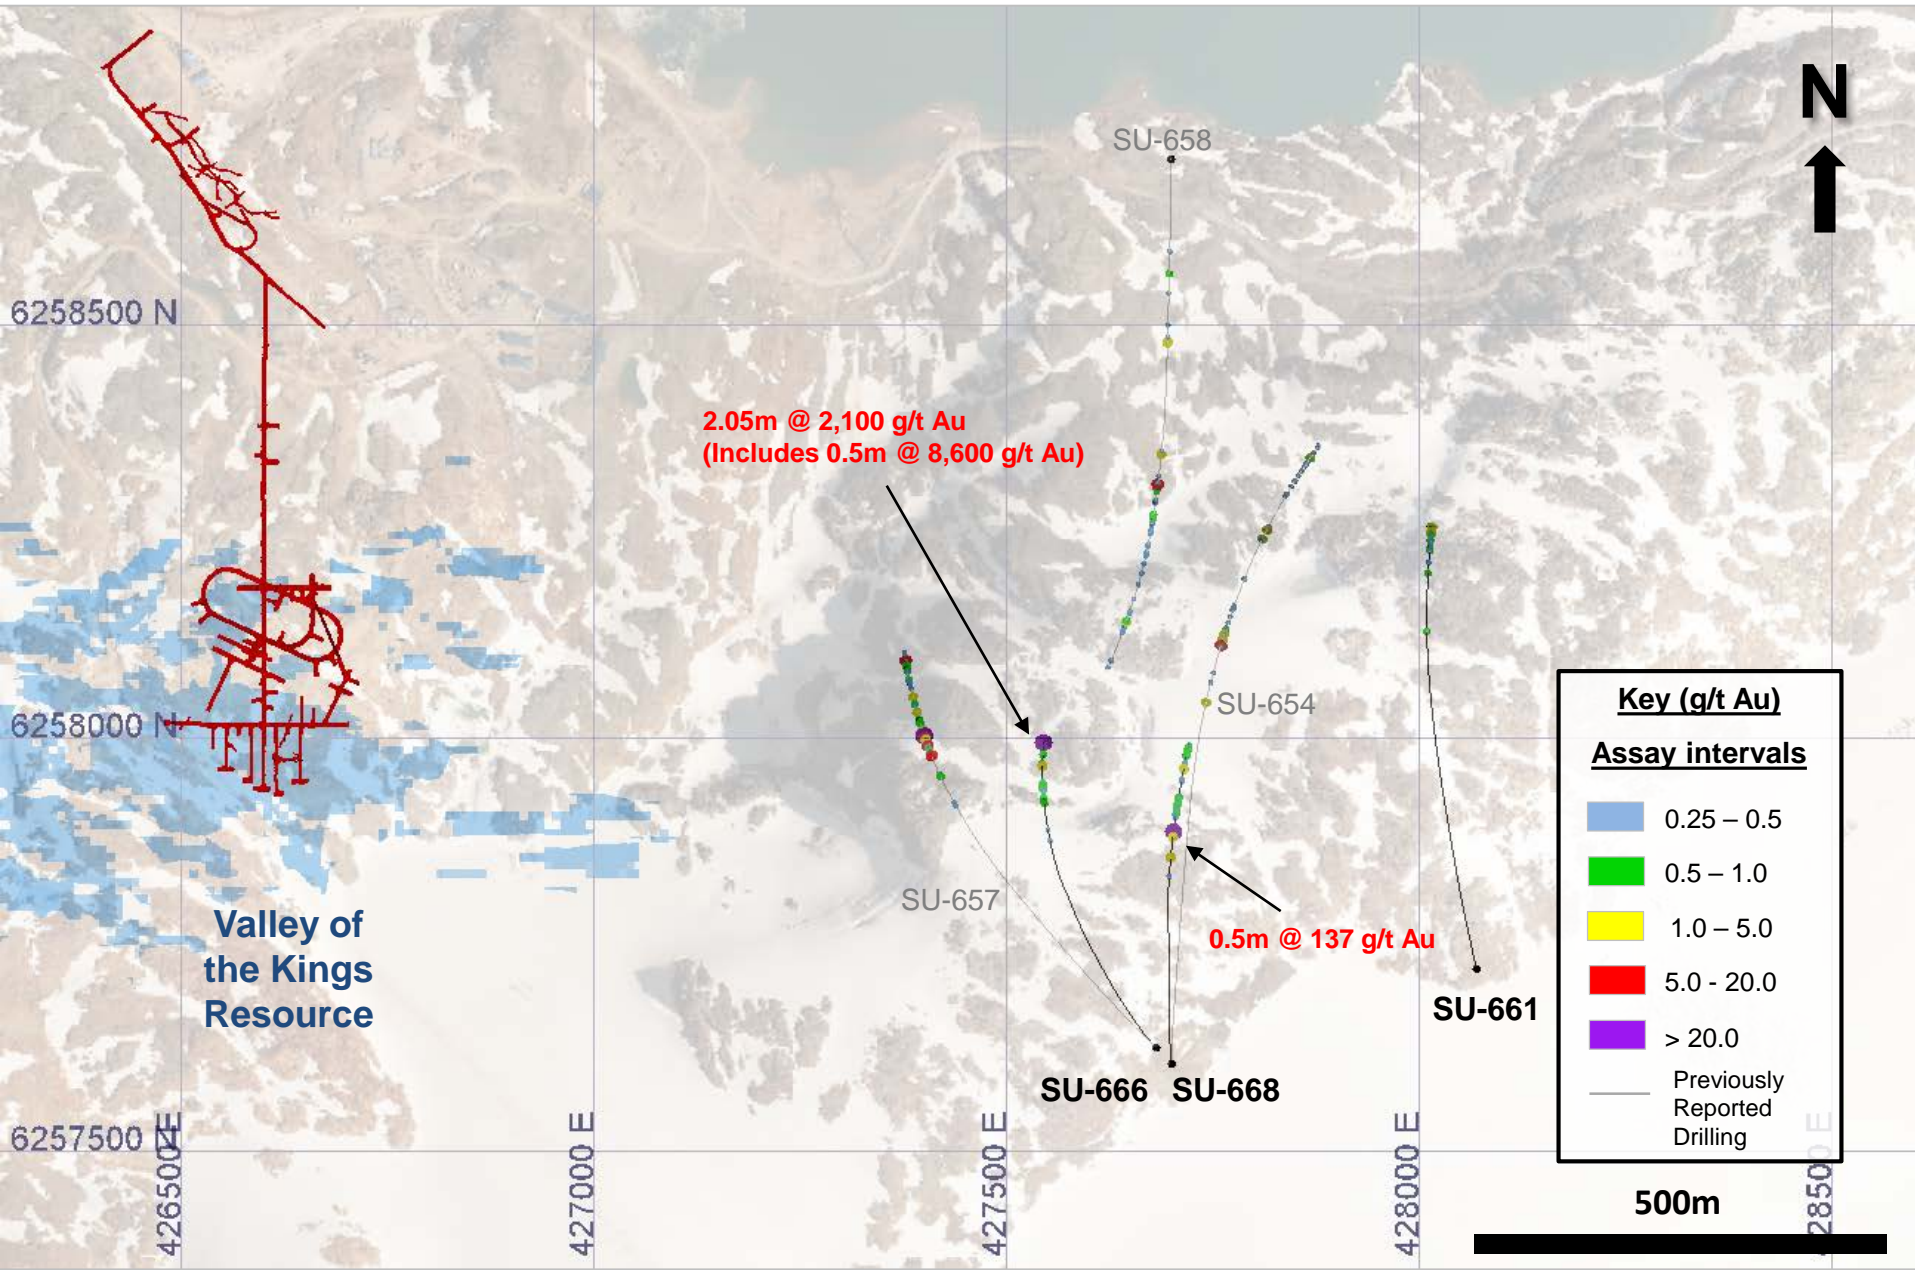 SU-658
N
6258500 N
2.05m @ 2,100 g/t Au
(Includes 0.5m @ 8,600 g/t Au)
SU-654
6258000 N
Key (g/t Au)
Assay intervals
0.25 – 0.5
0.5 – 1.0
1.0 – 5.0
5.0 - 20.0
> 20.0
Previously
Reported
Drilling
SU-657
Valley of
the Kings
Resource
0.5m @ 137 g/t Au
SU-661
SU-666
SU-668
6257500 N
426500 E
427000 E
427500 E
428000 E
428500 E
500m